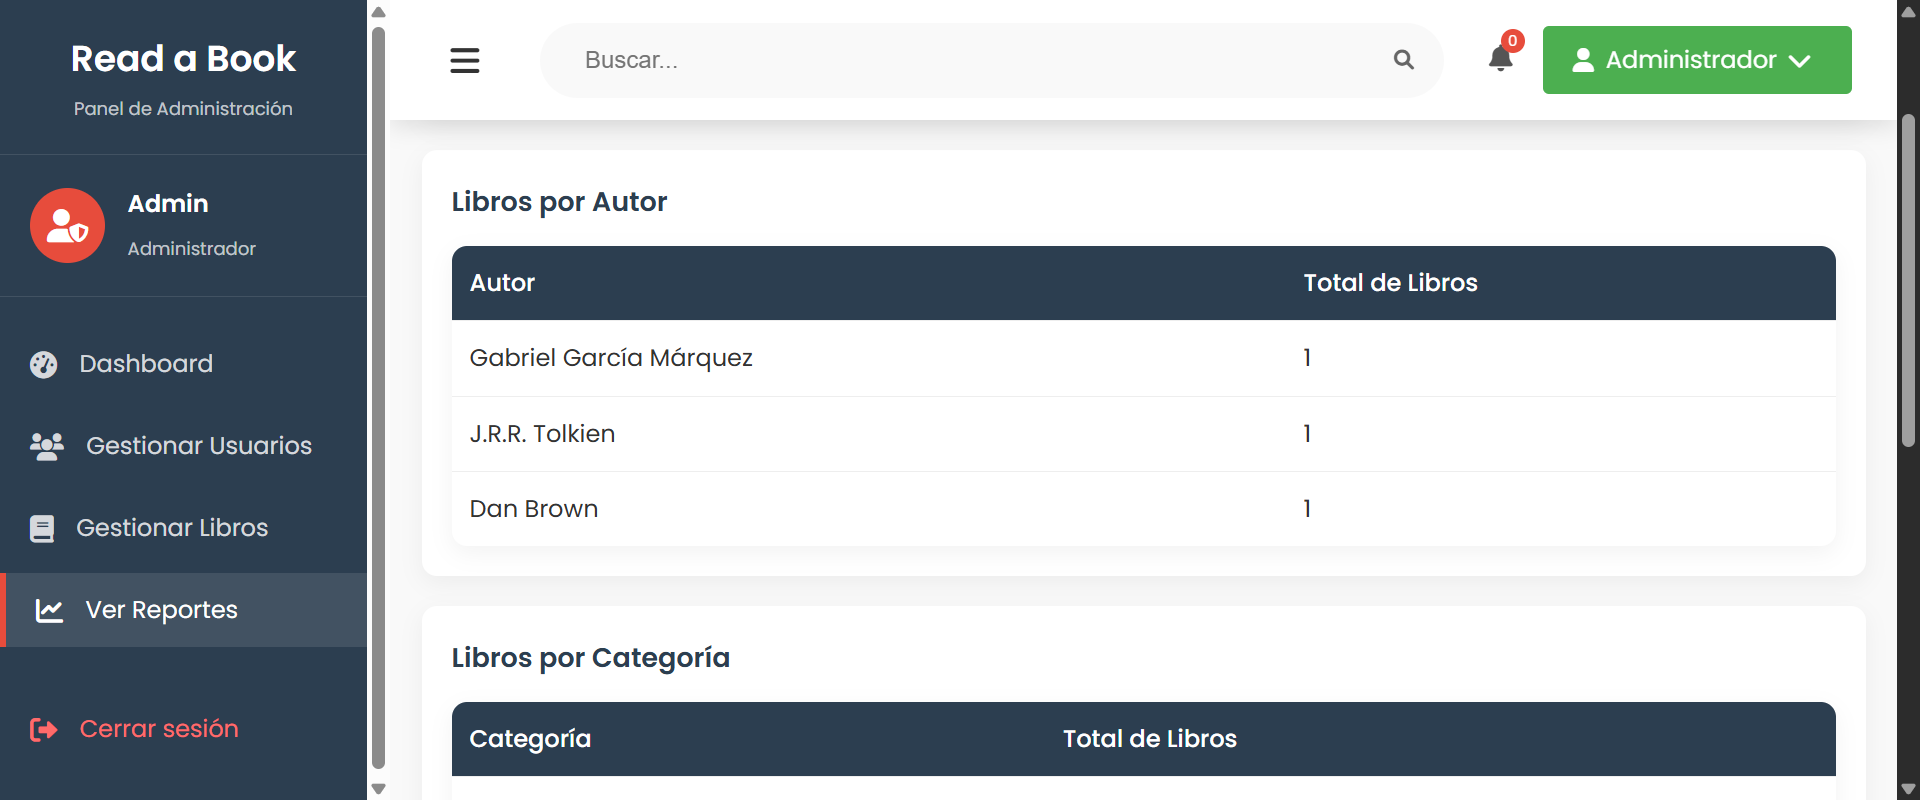 Read a Book
Panel de Administración
Admin
Administrador
Dashboard
Gestionar Usuarios
Gestionar Libros
Ver Reportes
Cerrar sesión
Buscar...
0
Administrador
Libros por Autor
Autor Total de Libros
Gabriel García Márquez 1
J.R.R. Tolkien 1
Dan Brown 1
Libros por Categoría
Categoría Total de Libros